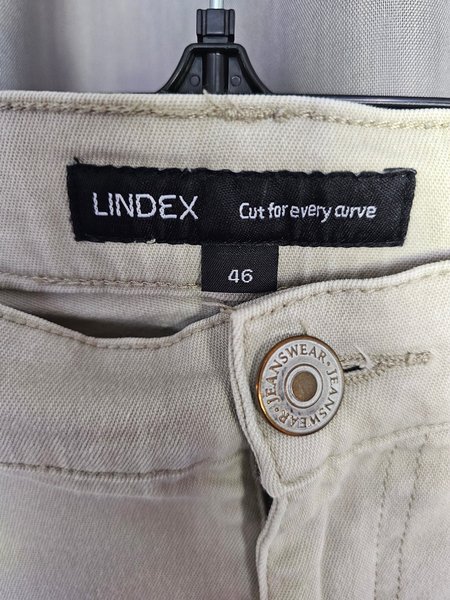 LINDEX Cut for every curve
46
JEANSWEAR · JEANSWEAR ·